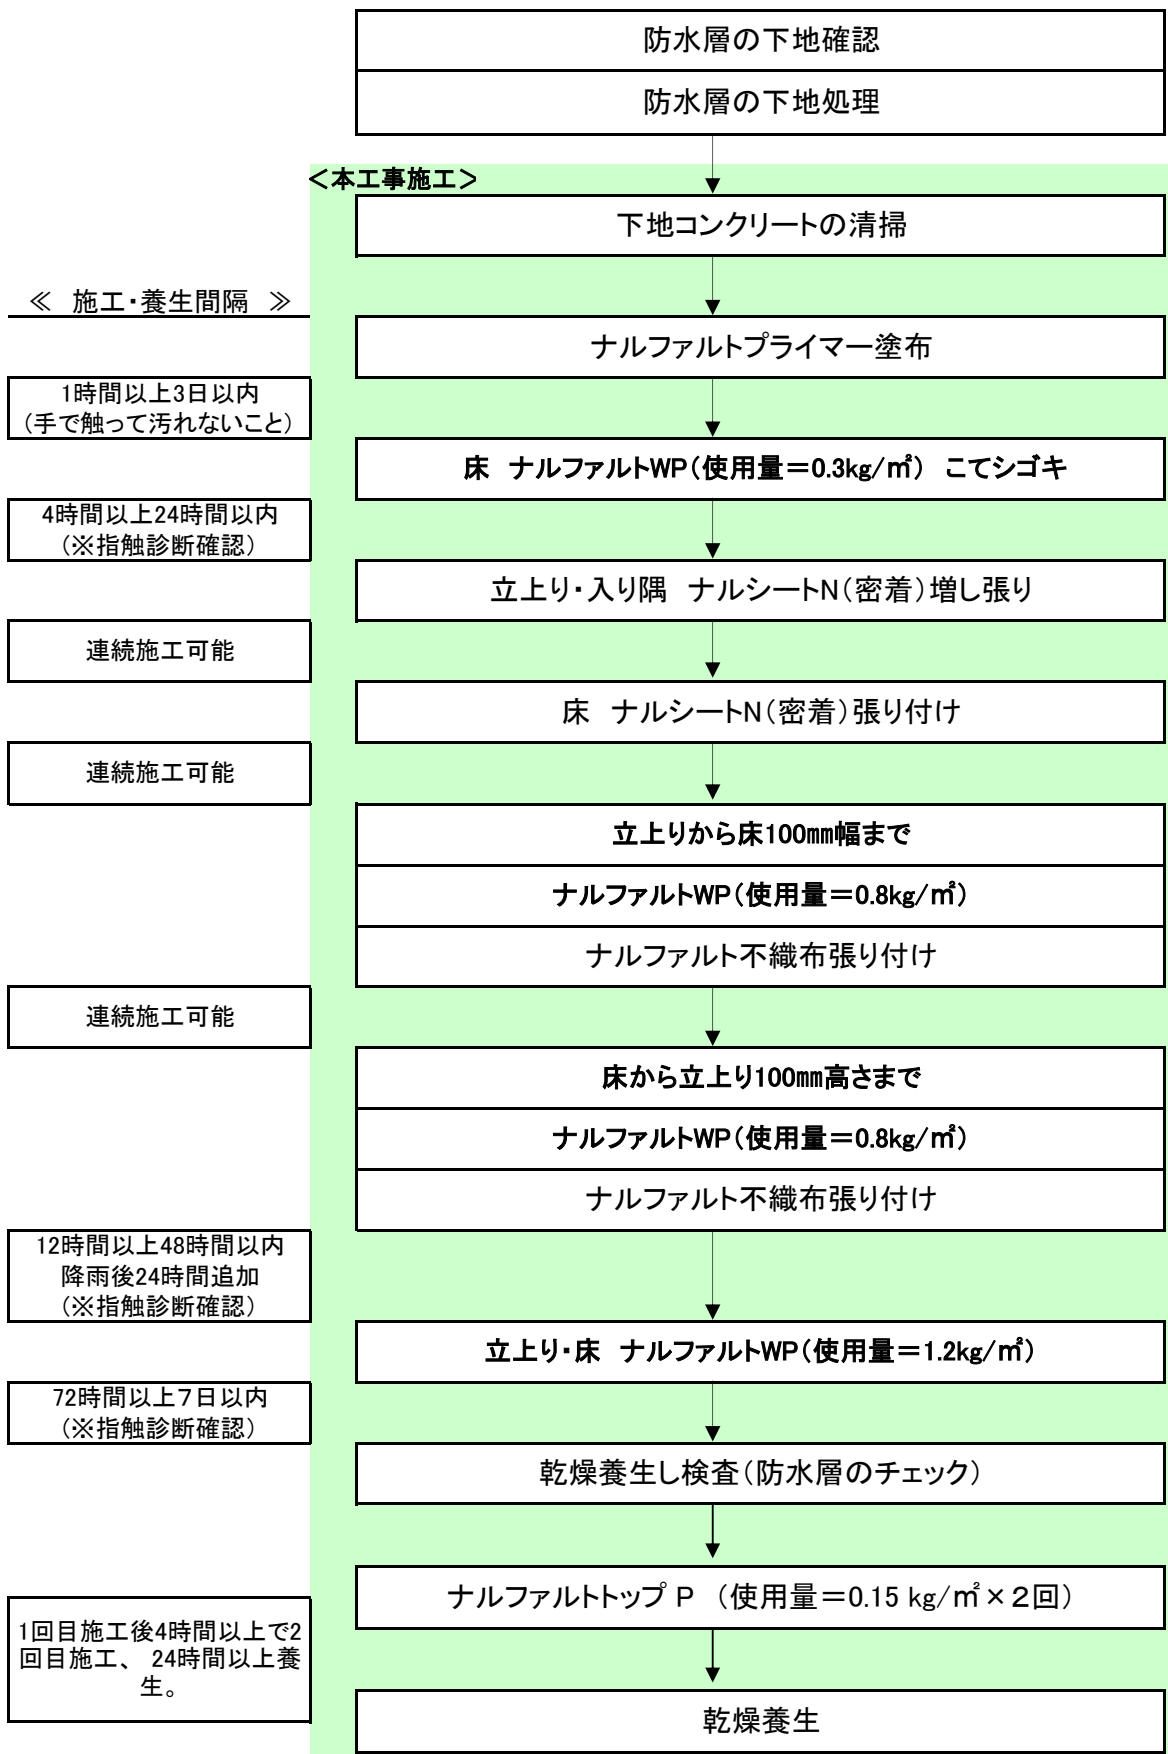 防水層の下地確認
防水層の下地処理
＜本工事施工＞
下地コンクリートの清掃
≪　施工・養生間隔　≫
ナルファルトプライマー塗布
1時間以上3日以内
（手で触って汚れないこと）
床　ナルファルトWP（使用量＝0.3kg/㎡）　こてシゴキ
4時間以上24時間以内
（※指触診断確認）
立上り・入り隅　ナルシートN（密着）増し張り
連続施工可能
床　ナルシートN（密着）張り付け
連続施工可能
立上りから床100㎜幅まで
ナルファルトWP（使用量＝0.8kg/㎡）
ナルファルト不織布張り付け
連続施工可能
床から立上り100㎜高さまで
ナルファルトWP（使用量＝0.8kg/㎡）
ナルファルト不織布張り付け
12時間以上48時間以内
降雨後24時間追加
（※指触診断確認）
立上り・床　ナルファルトWP（使用量＝1.2kg/㎡）
72時間以上７日以内
（※指触診断確認）
乾燥養生し検査（防水層のチェック）
ナルファルトトップ P　（使用量＝0.15 kg/㎡×２回）
1回目施工後4時間以上で2
回目施工、 24時間以上養
生。
乾燥養生